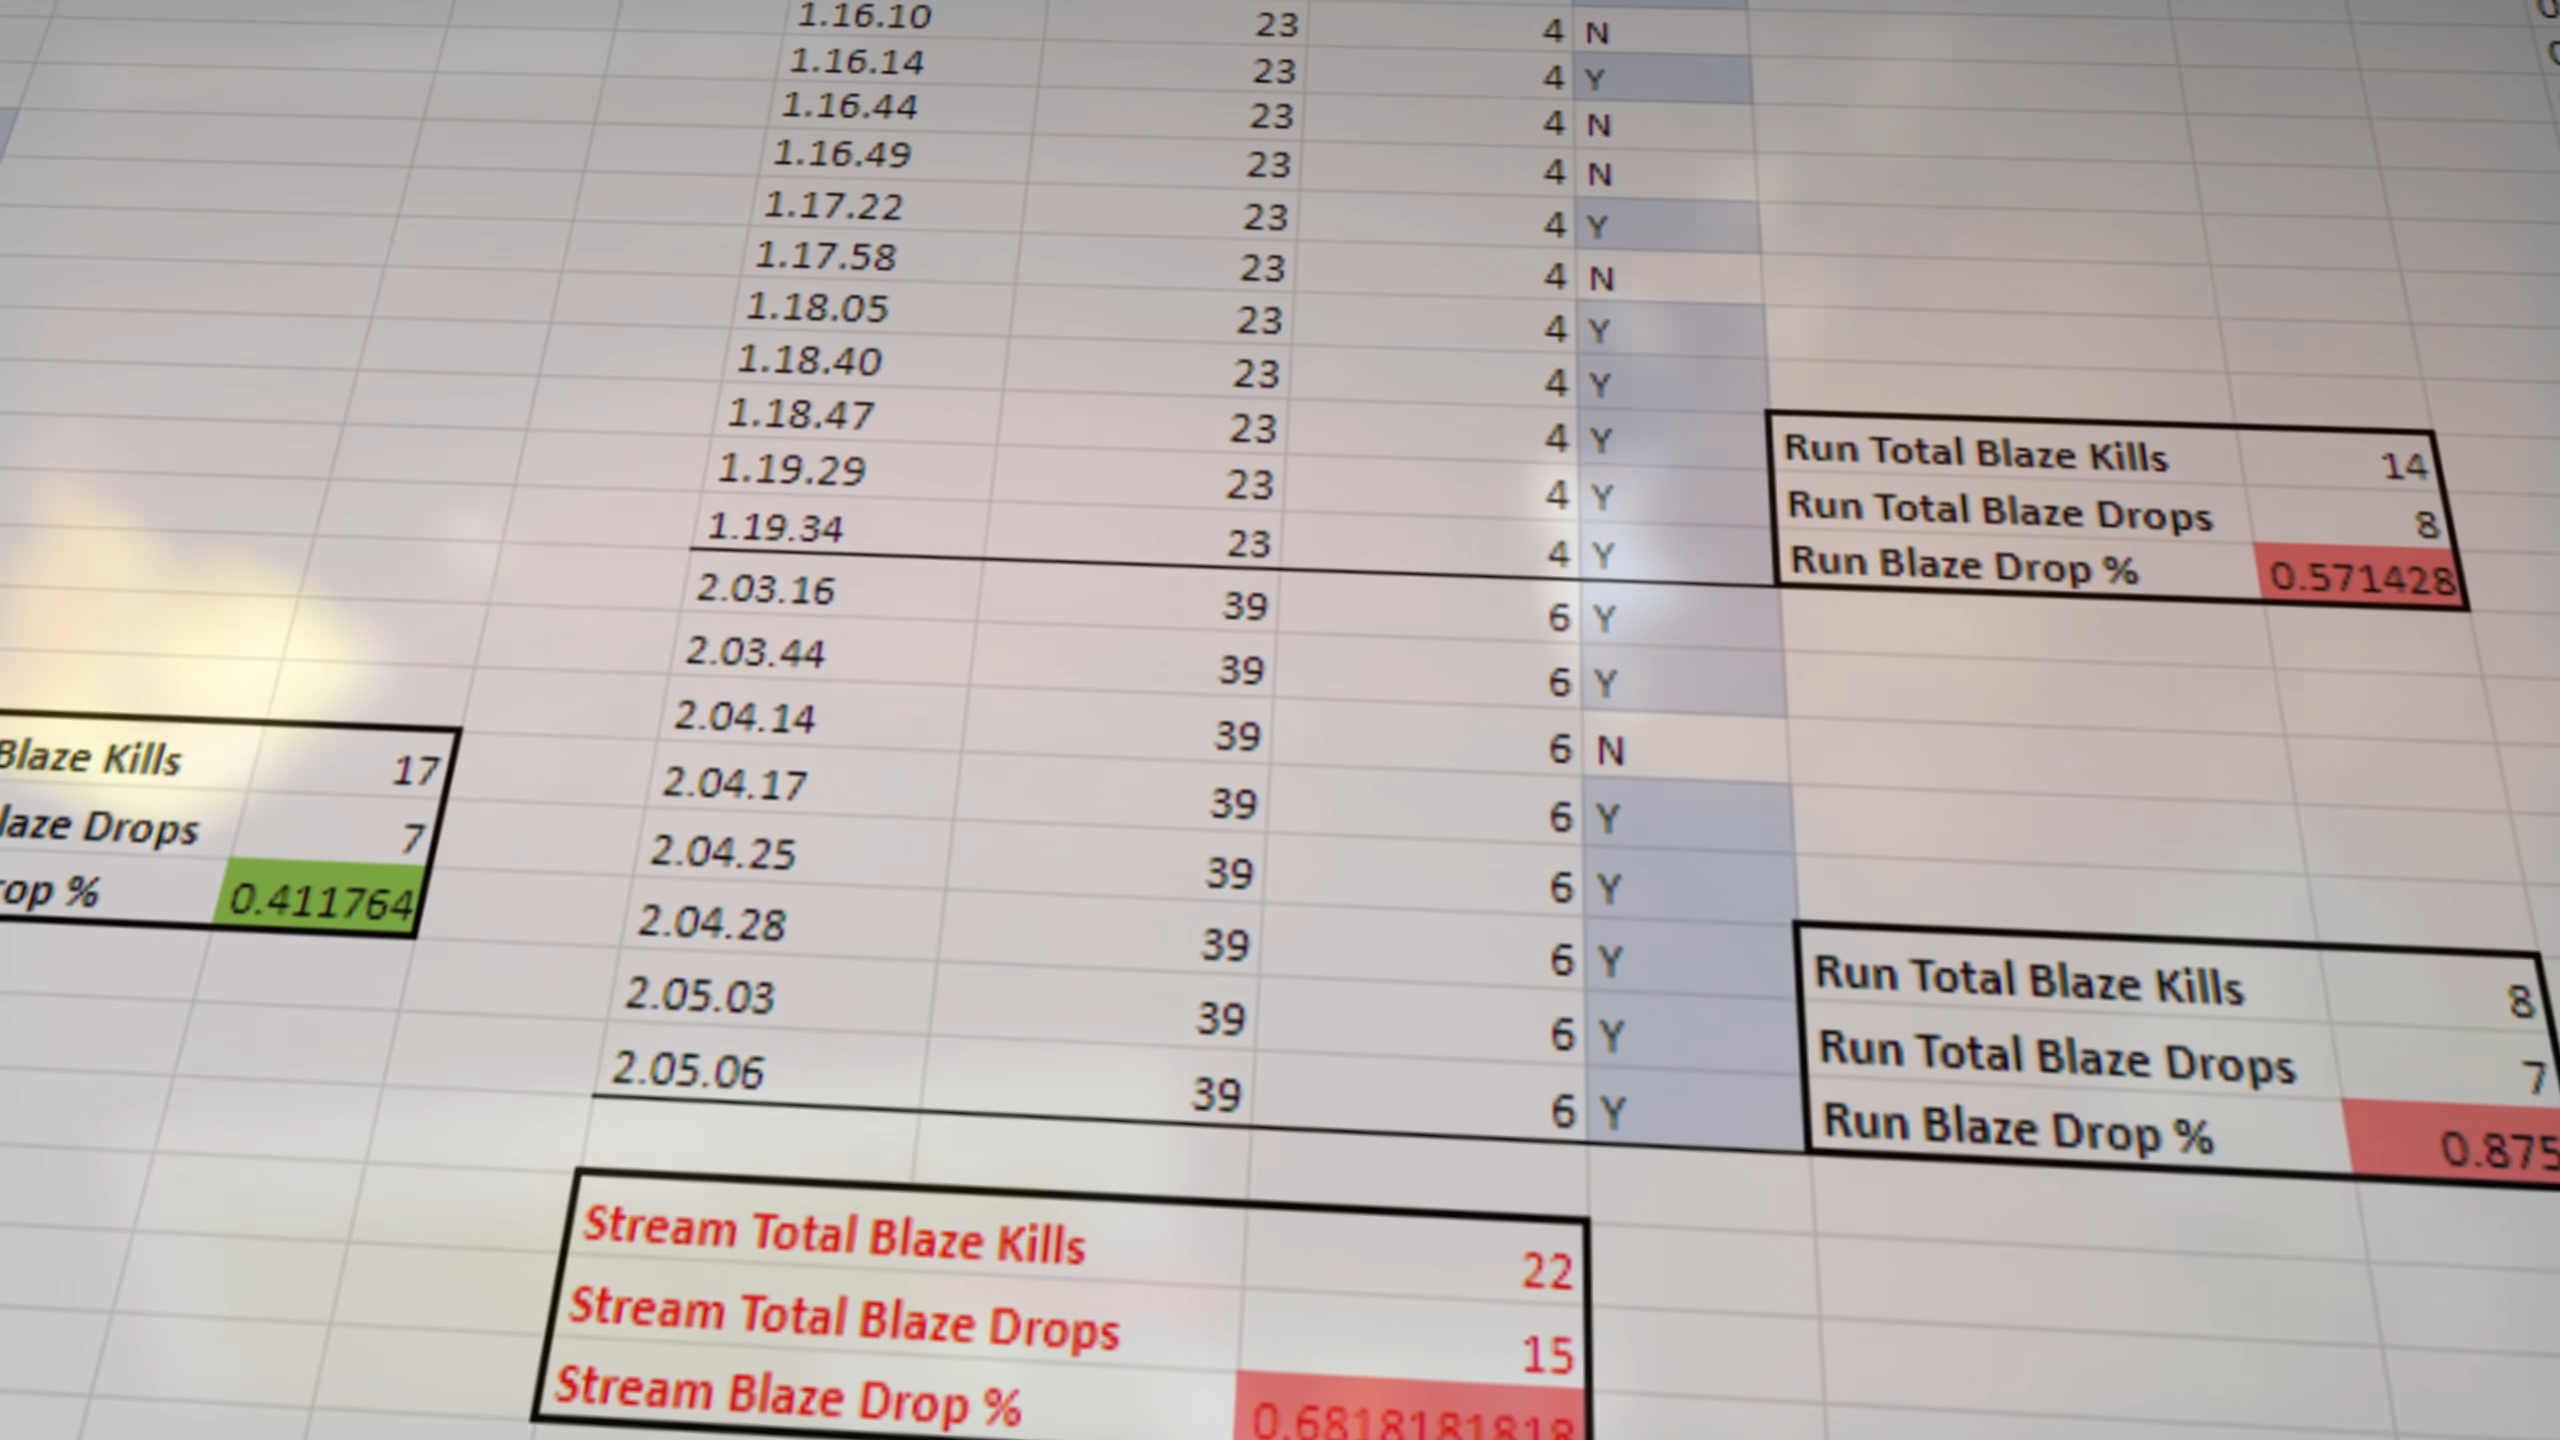 1.16.10 23 4 N
1.16.14 23 4 Y
1.16.44 23 4 N
1.16.49 23 4 N
1.17.22 23 4 Y
1.17.58 23 4 N
1.18.05 23 4 Y
1.18.40 23 4 Y
1.18.47 23 4 Y
1.19.29 23 4 Y
1.19.34 23 4 Y
Run Total Blaze Kills 14
Run Total Blaze Drops 8
Run Blaze Drop % 0.571428
2.03.16 39 6 Y
2.03.44 39 6 Y
2.04.14 39 6 N
2.04.17 39 6 Y
2.04.25 39 6 Y
2.04.28 39 6 Y
2.05.03 39 6 Y
2.05.06 39 6 Y
Blaze Kills 17
laze Drops 7
rop % 0.411764
Run Total Blaze Kills 8
Run Total Blaze Drops 7
Run Blaze Drop % 0.875
Stream Total Blaze Kills 22
Stream Total Blaze Drops 15
Stream Blaze Drop % 0.6818181818